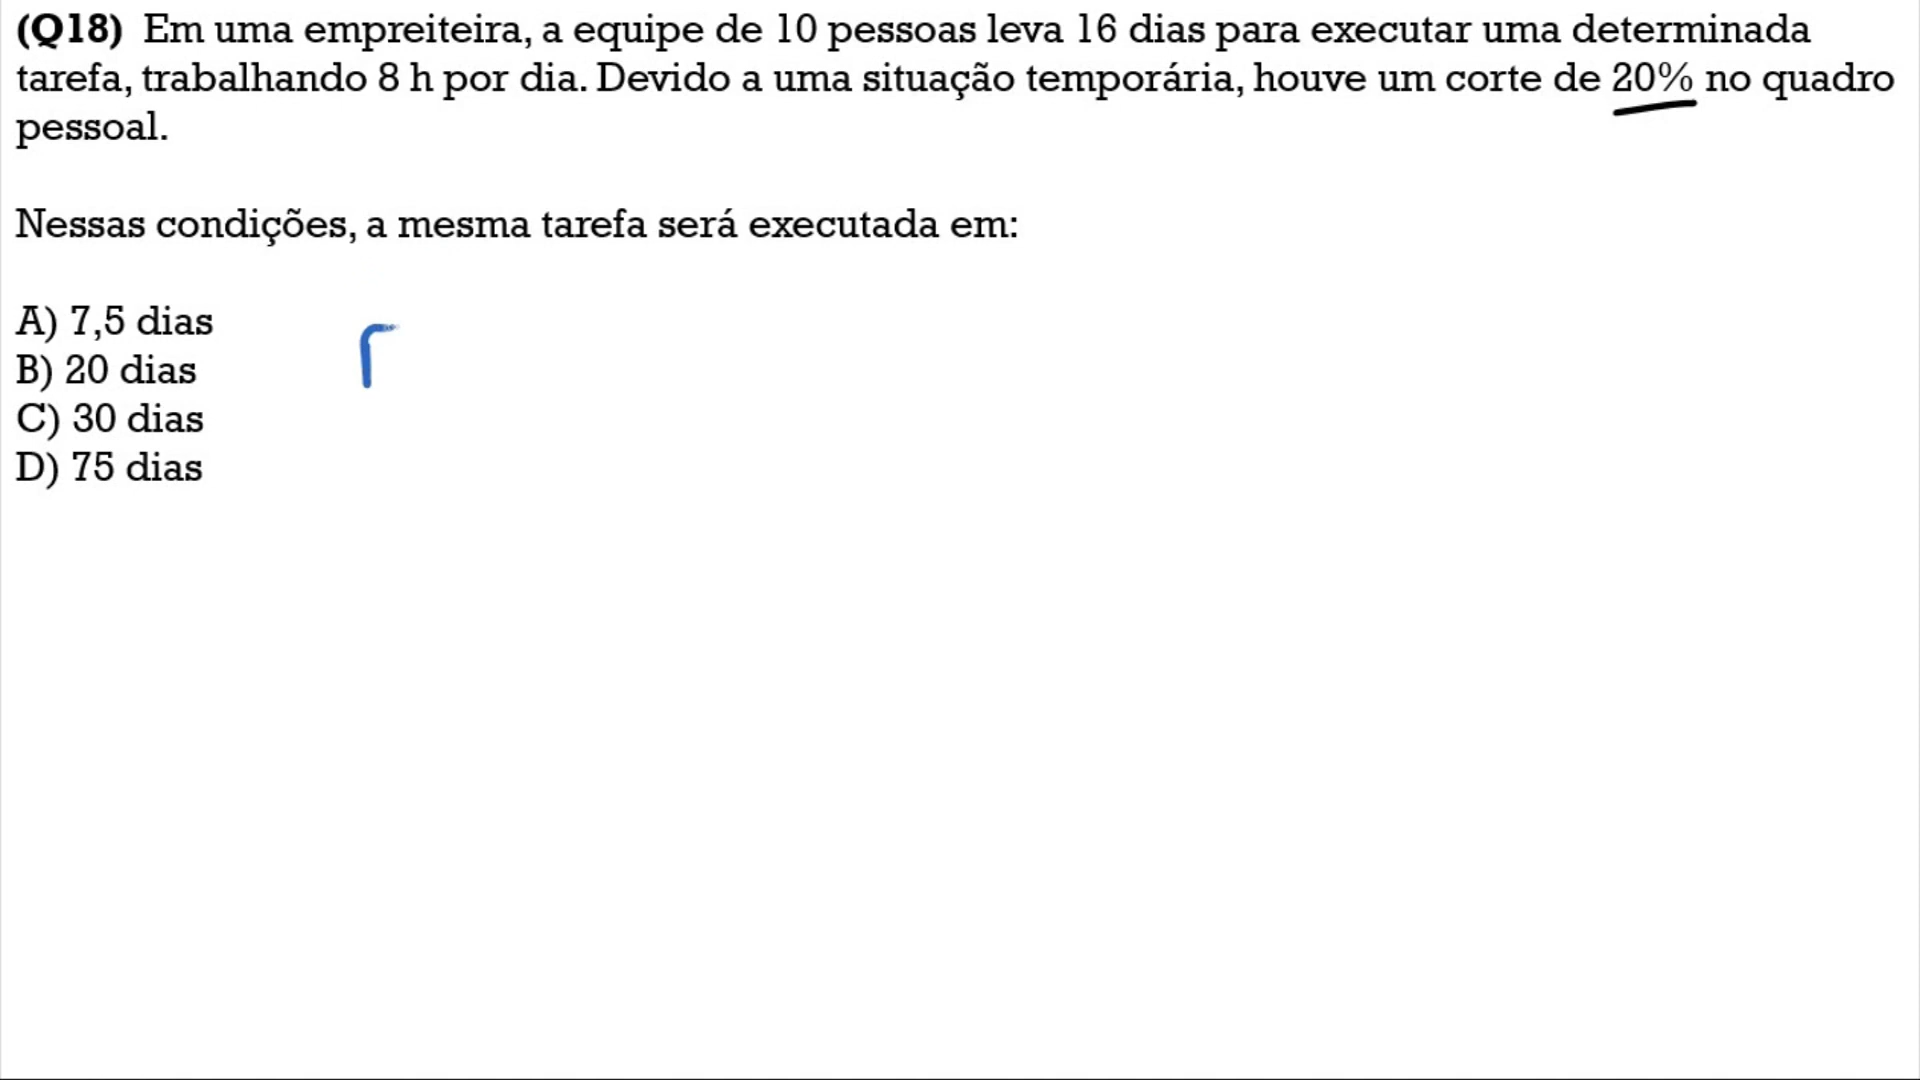 (Q18) Em uma empreiteira, a equipe de 10 pessoas leva 16 dias para executar uma determinada
tarefa, trabalhando 8 h por dia. Devido a uma situação temporária, houve um corte de 20% no quadro
pessoal.
Nessas condições, a mesma tarefa será executada em:
A) 7,5 dias
B) 20 dias
C) 30 dias
D) 75 dias